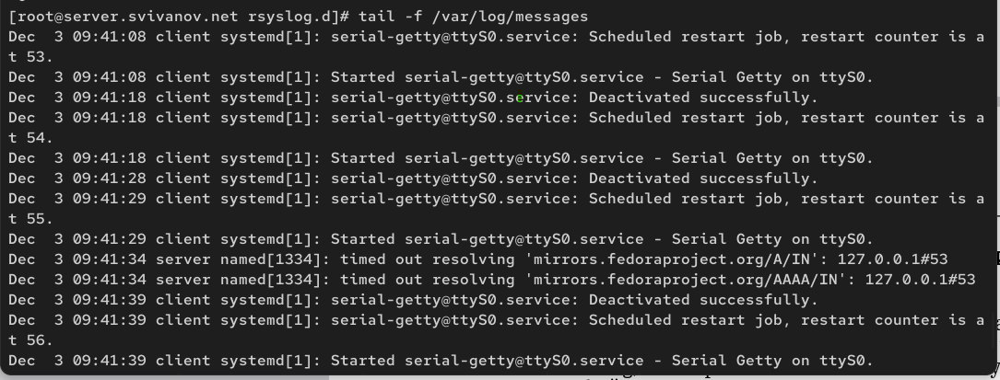 [root@server.svivanov.net rsyslog.d]# tail -f /var/log/messages
Dec  3 09:41:08 client systemd[1]: serial-getty@ttyS0.service: Scheduled restart job, restart counter is a
t 53.
Dec  3 09:41:08 client systemd[1]: Started serial-getty@ttyS0.service - Serial Getty on ttyS0.
Dec  3 09:41:18 client systemd[1]: serial-getty@ttyS0.service: Deactivated successfully.
Dec  3 09:41:18 client systemd[1]: serial-getty@ttyS0.service: Scheduled restart job, restart counter is a
t 54.
Dec  3 09:41:18 client systemd[1]: Started serial-getty@ttyS0.service - Serial Getty on ttyS0.
Dec  3 09:41:28 client systemd[1]: serial-getty@ttyS0.service: Deactivated successfully.
Dec  3 09:41:29 client systemd[1]: serial-getty@ttyS0.service: Scheduled restart job, restart counter is a
t 55.
Dec  3 09:41:29 client systemd[1]: Started serial-getty@ttyS0.service - Serial Getty on ttyS0.
Dec  3 09:41:34 server named[1334]: timed out resolving 'mirrors.fedoraproject.org/A/IN': 127.0.0.1#53
Dec  3 09:41:34 server named[1334]: timed out resolving 'mirrors.fedoraproject.org/AAAA/IN': 127.0.0.1#53
Dec  3 09:41:39 client systemd[1]: serial-getty@ttyS0.service: Deactivated successfully.
Dec  3 09:41:39 client systemd[1]: serial-getty@ttyS0.service: Scheduled restart job, restart counter is a
t 56.
Dec  3 09:41:39 client systemd[1]: Started serial-getty@ttyS0.service - Serial Getty on ttyS0.